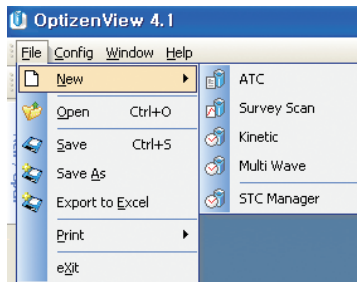 OptizenView 4.1
File Config Window Help
New
Open Ctrl+O
Save Ctrl+S
Save As
Export to Excel
Print
eXit
ATC
Survey Scan
Kinetic
Multi Wave
STC Manager